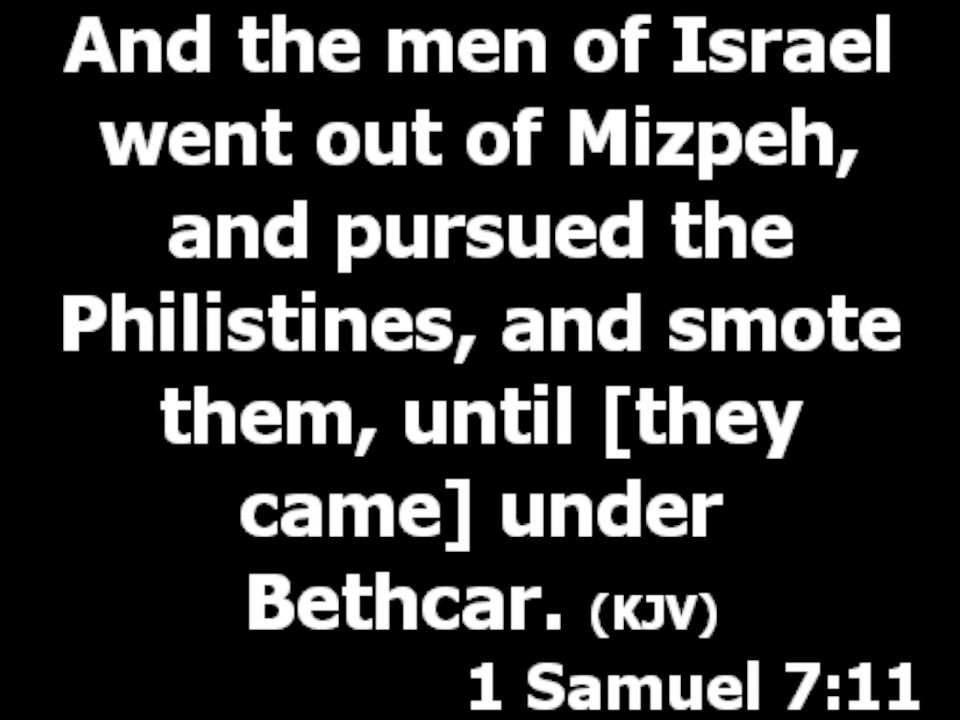 And the men of Israel
went out of Mizpeh,
and pursued the
Philistines, and smote
them, until [they
came] under
Bethcar. (KJV)
1 Samuel 7:11